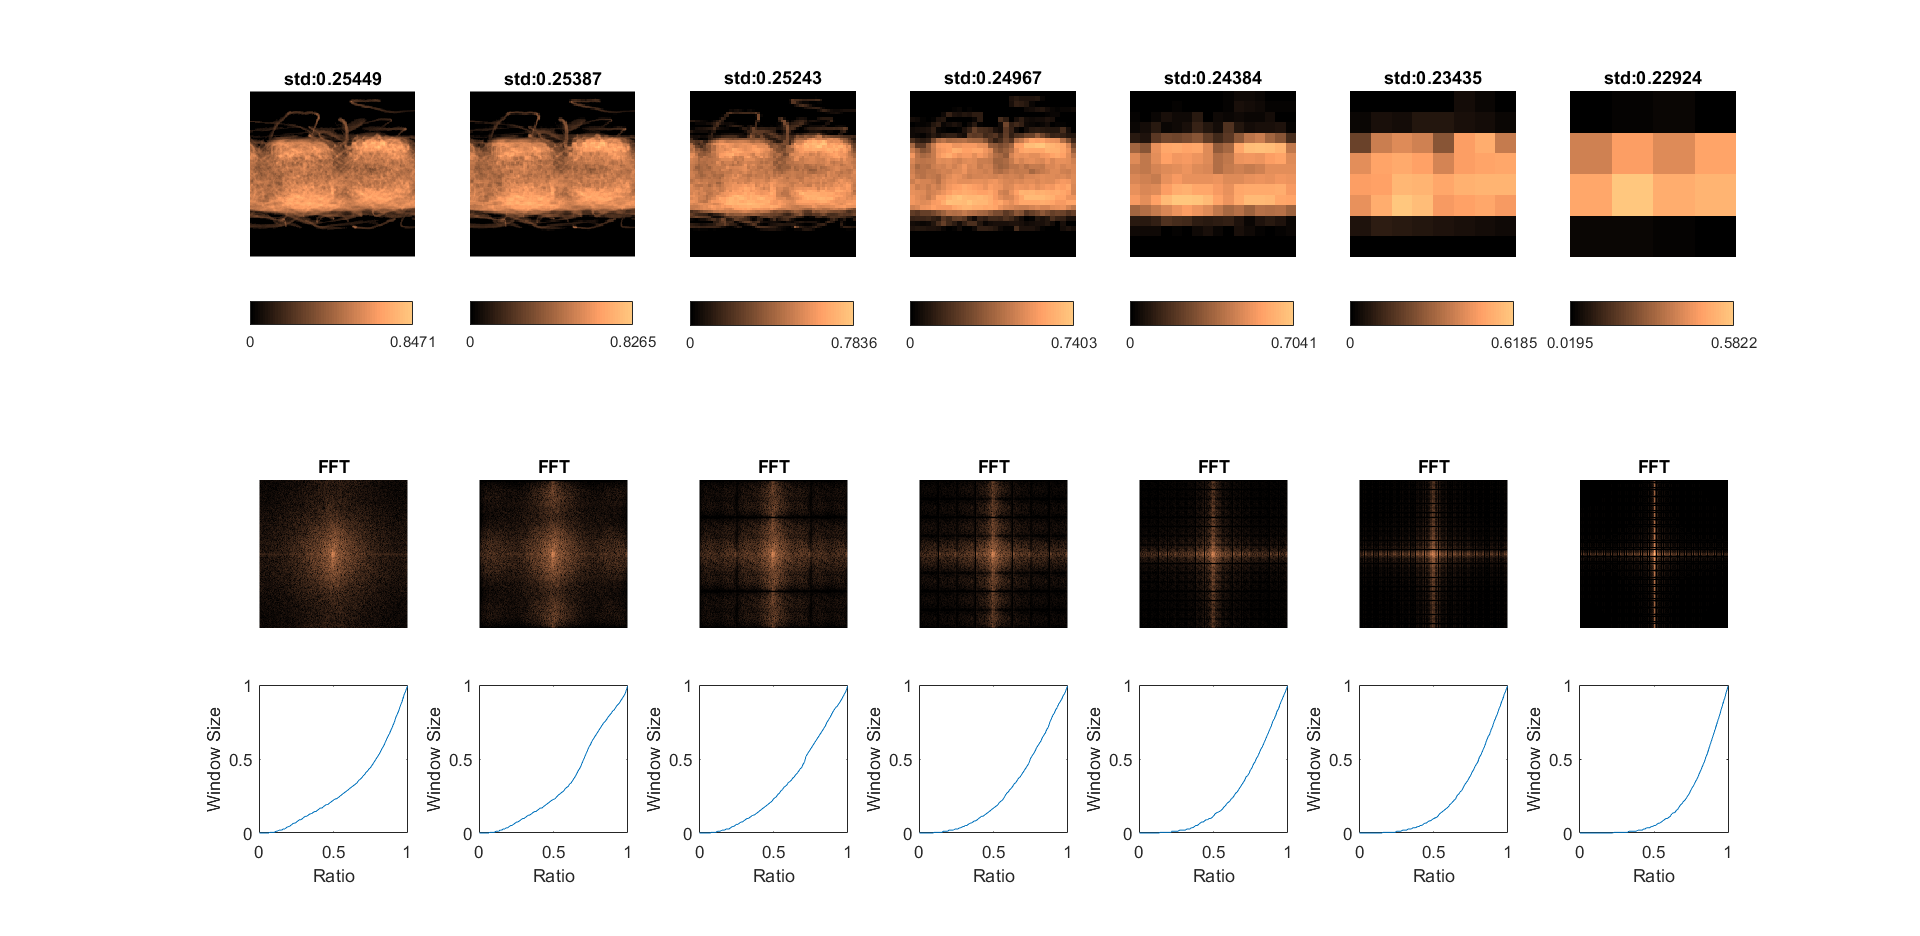 std:0.25449 std:0.25387 std:0.25243 std:0.24967 std:0.24384 std:0.23435 std:0.22924
0 0.8471 0 0.8265 0 0.7836 0 0.7403 0 0.7041 0 0.6185 0.0195 0.5822
FFT FFT FFT FFT FFT FFT FFT
1 1 1 1 1 1 1
Window Size Window Size Window Size Window Size Window Size Window Size Window Size
0.5 0.5 0.5 0.5 0.5 0.5 0.5
0 0 0 0 0 0 0
0 0.5 1 0 0.5 1 0 0.5 1 0 0.5 1 0 0.5 1 0 0.5 1 0 0.5 1
Ratio Ratio Ratio Ratio Ratio Ratio Ratio